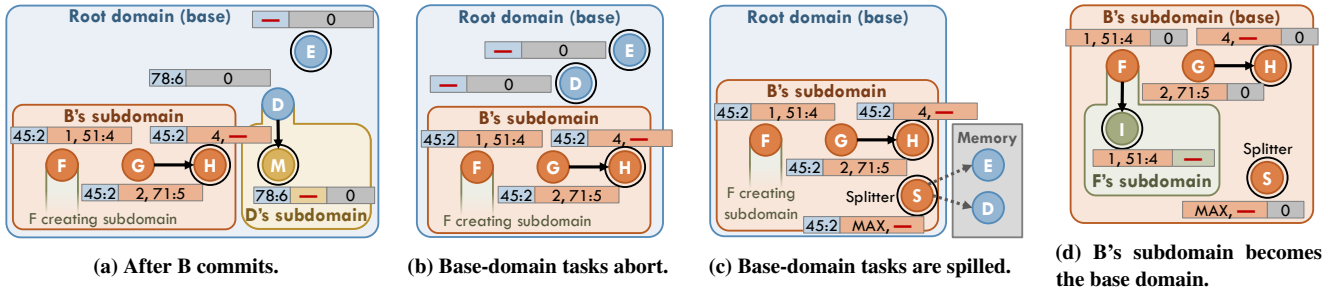 Root domain (base)
— 0
E
78:6 0
D
B's subdomain
45:2 1, 51:4
45:2 4, —
F
G
H
M
45:2 2, 71:5
78:6 — 0
F creating subdomain
D's subdomain
(a) After B commits.
Root domain (base)
— 0
E
— 0
D
B's subdomain
45:2 1, 51:4
45:2 4, —
F
G
H
45:2 2, 71:5
F creating subdomain
(b) Base-domain tasks abort.
Root domain (base)
B's subdomain
45:2 1, 51:4
45:2 4, —
F
G
H
45:2 2, 71:5
F creating
subdomain
Splitter
S
45:2 MAX, —
Memory
E
D
(c) Base-domain tasks are spilled.
B's subdomain (base)
1, 51:4 0
4, — 0
F
G
H
2, 71:5 0
I
1, 51:4 —
F's subdomain
Splitter
S
MAX, — 0
(d) B's subdomain becomes
the base domain.